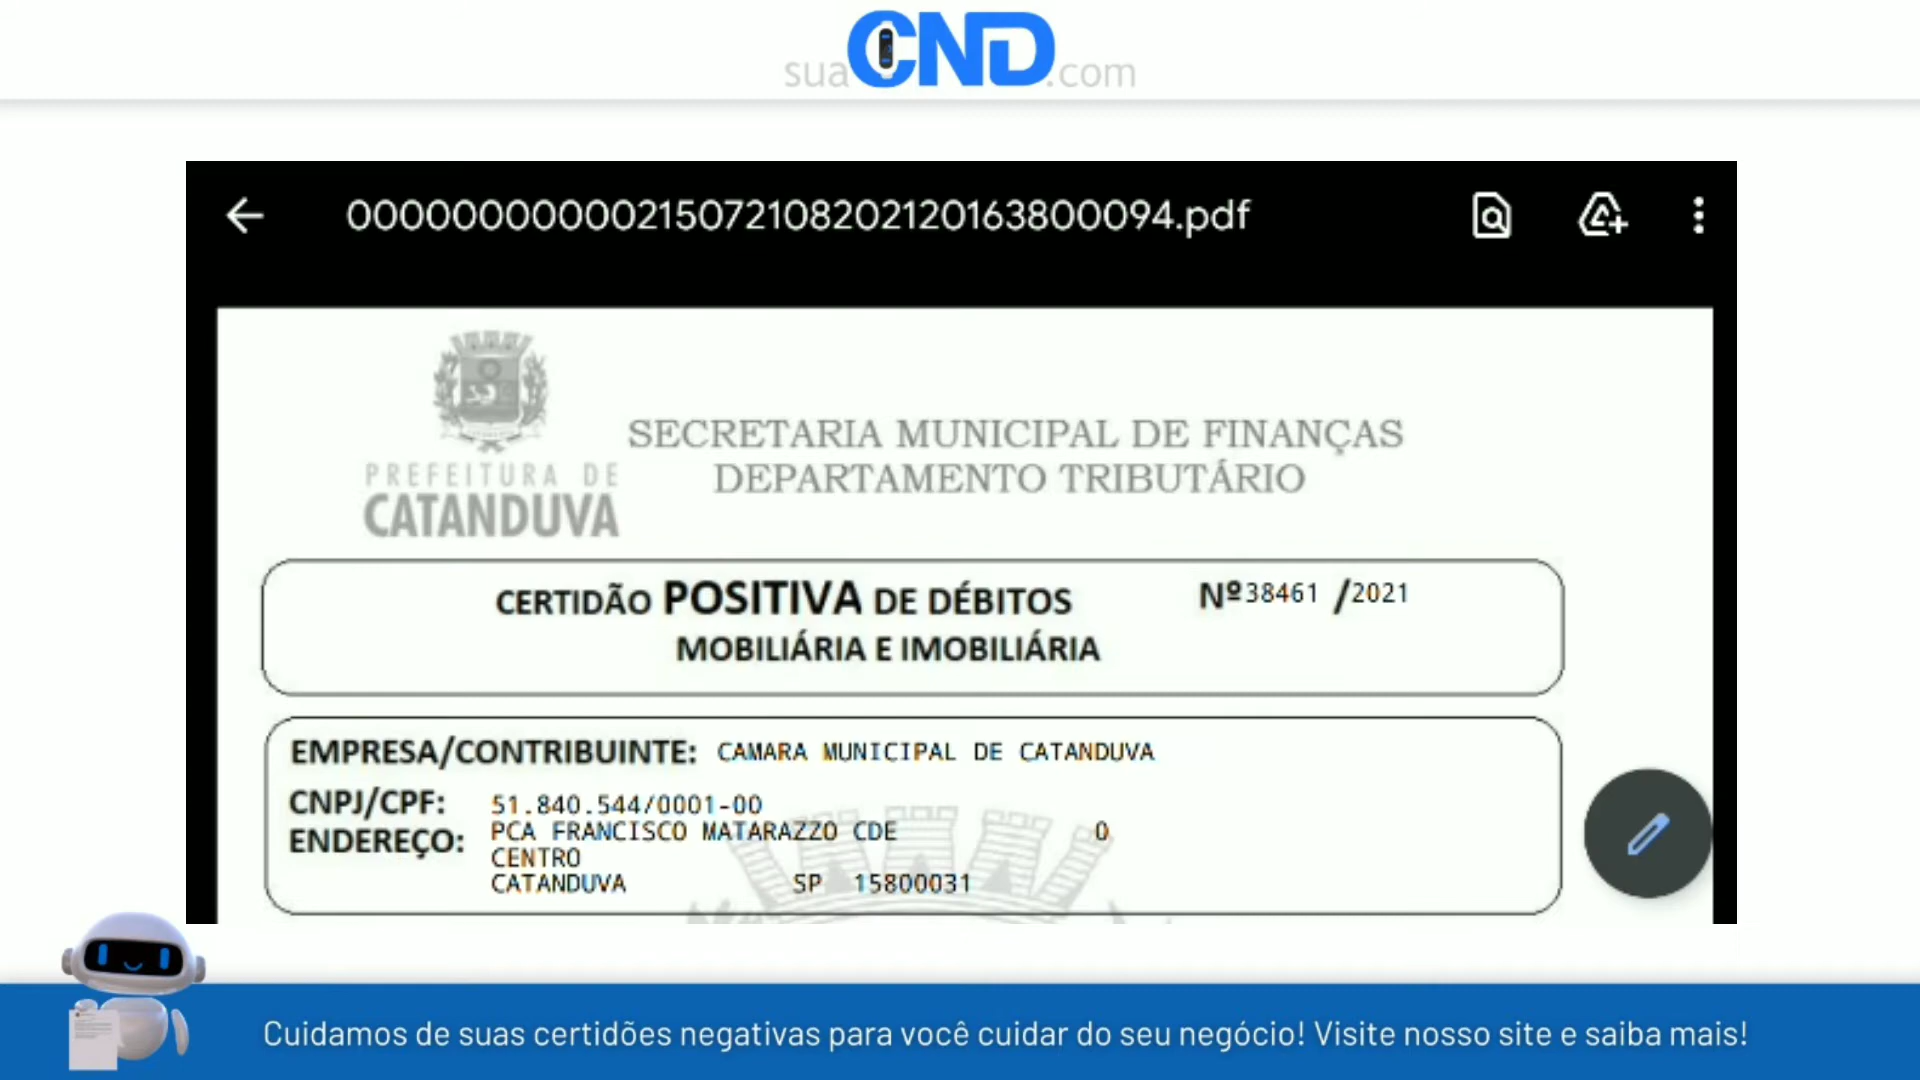 suaCND.com
000000000002150721082021201638000​94.pdf
PREFEITURA DE
CATANDUVA
SECRETARIA MUNICIPAL DE FINANÇAS
DEPARTAMENTO TRIBUTÁRIO
CERTIDÃO POSITIVA DE DÉBITOS Nº38461 /2021
MOBILIÁRIA E IMOBILIÁRIA
EMPRESA/CONTRIBUINTE: CAMARA MUNICIPAL DE CATANDUVA
CNPJ/CPF: 51.840.544/0001-00
ENDEREÇO: PCA FRANCISCO MATARAZZO CDE 0
CENTRO
CATANDUVA SP 15800031
Cuidamos de suas certidões negativas para você cuidar do seu negócio! Visite nosso site e saiba mais!